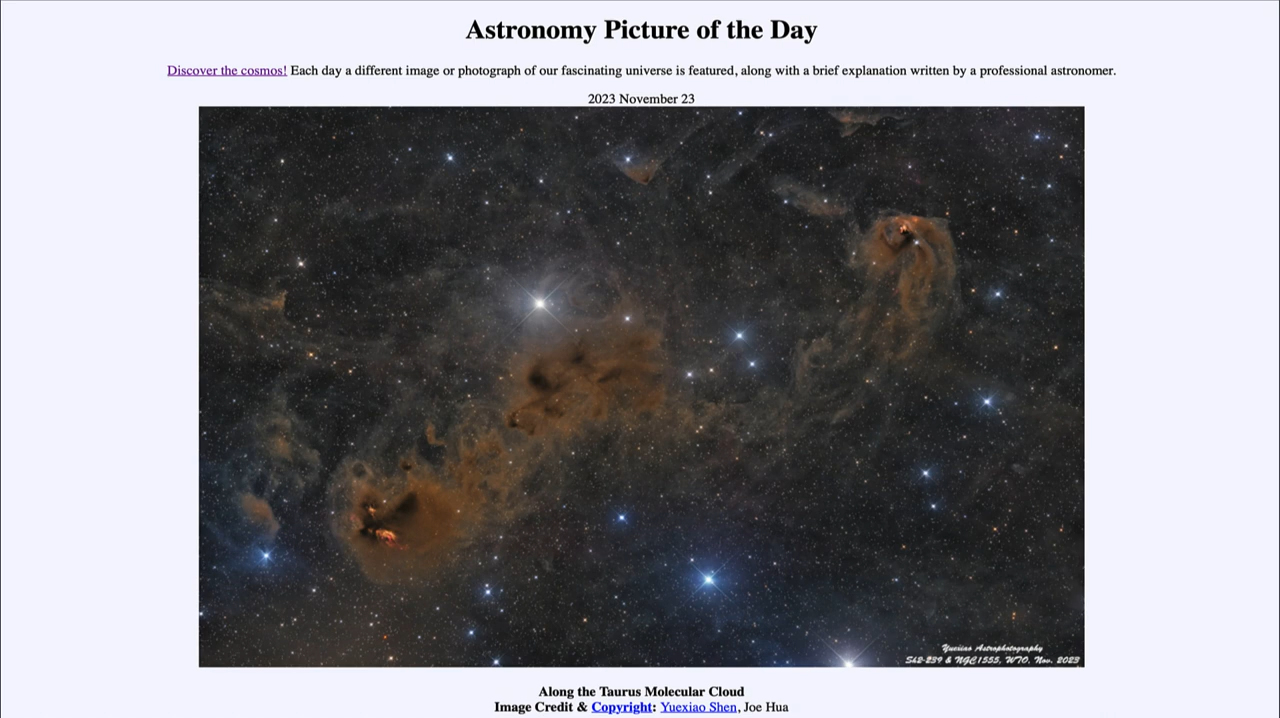 Astronomy Picture of the Day
Discover the cosmos! Each day a different image or photograph of our fascinating universe is featured, along with a brief explanation written by a professional astronomer.
2023 November 23
Yuexiao Astrophotography
Sh2-239 & NGC1555, WTO, Nov. 2023
Along the Taurus Molecular Cloud
Image Credit & Copyright: Yuexiao Shen, Joe Hua